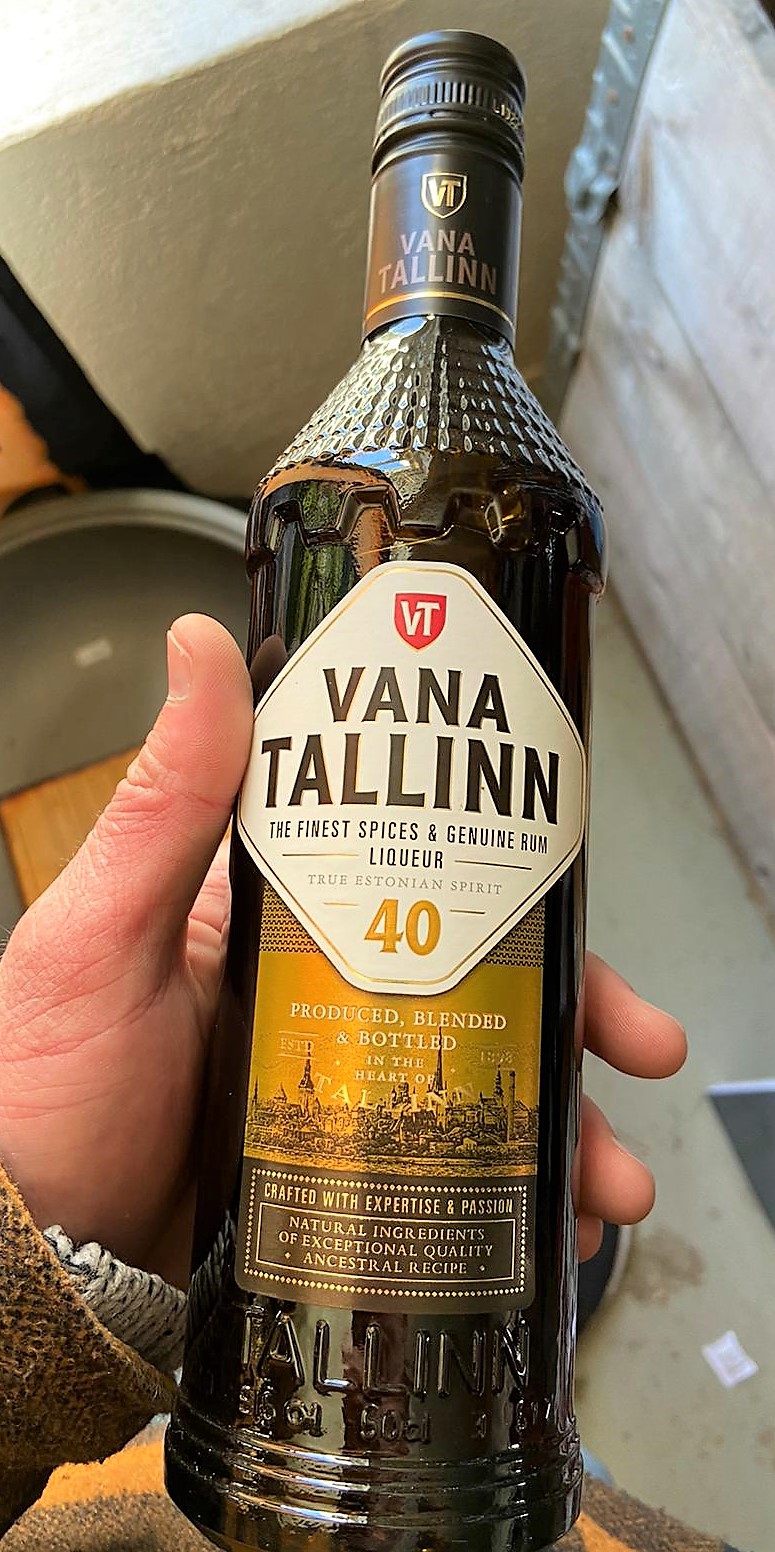 VT
VANA
TALLINN
VT
VANA
TALLINN
THE FINEST SPICES & GENUINE RUM
LIQUEUR
TRUE ESTONIAN SPIRIT
40
PRODUCED, BLENDED
& BOTTLED
ESTD
IN THE
HEART OF
TALLINN
CRAFTED WITH EXPERTISE & PASSION
NATURAL INGREDIENTS
OF EXCEPTIONAL QUALITY
• ANCESTRAL RECIPE •
TALLINN
50cl